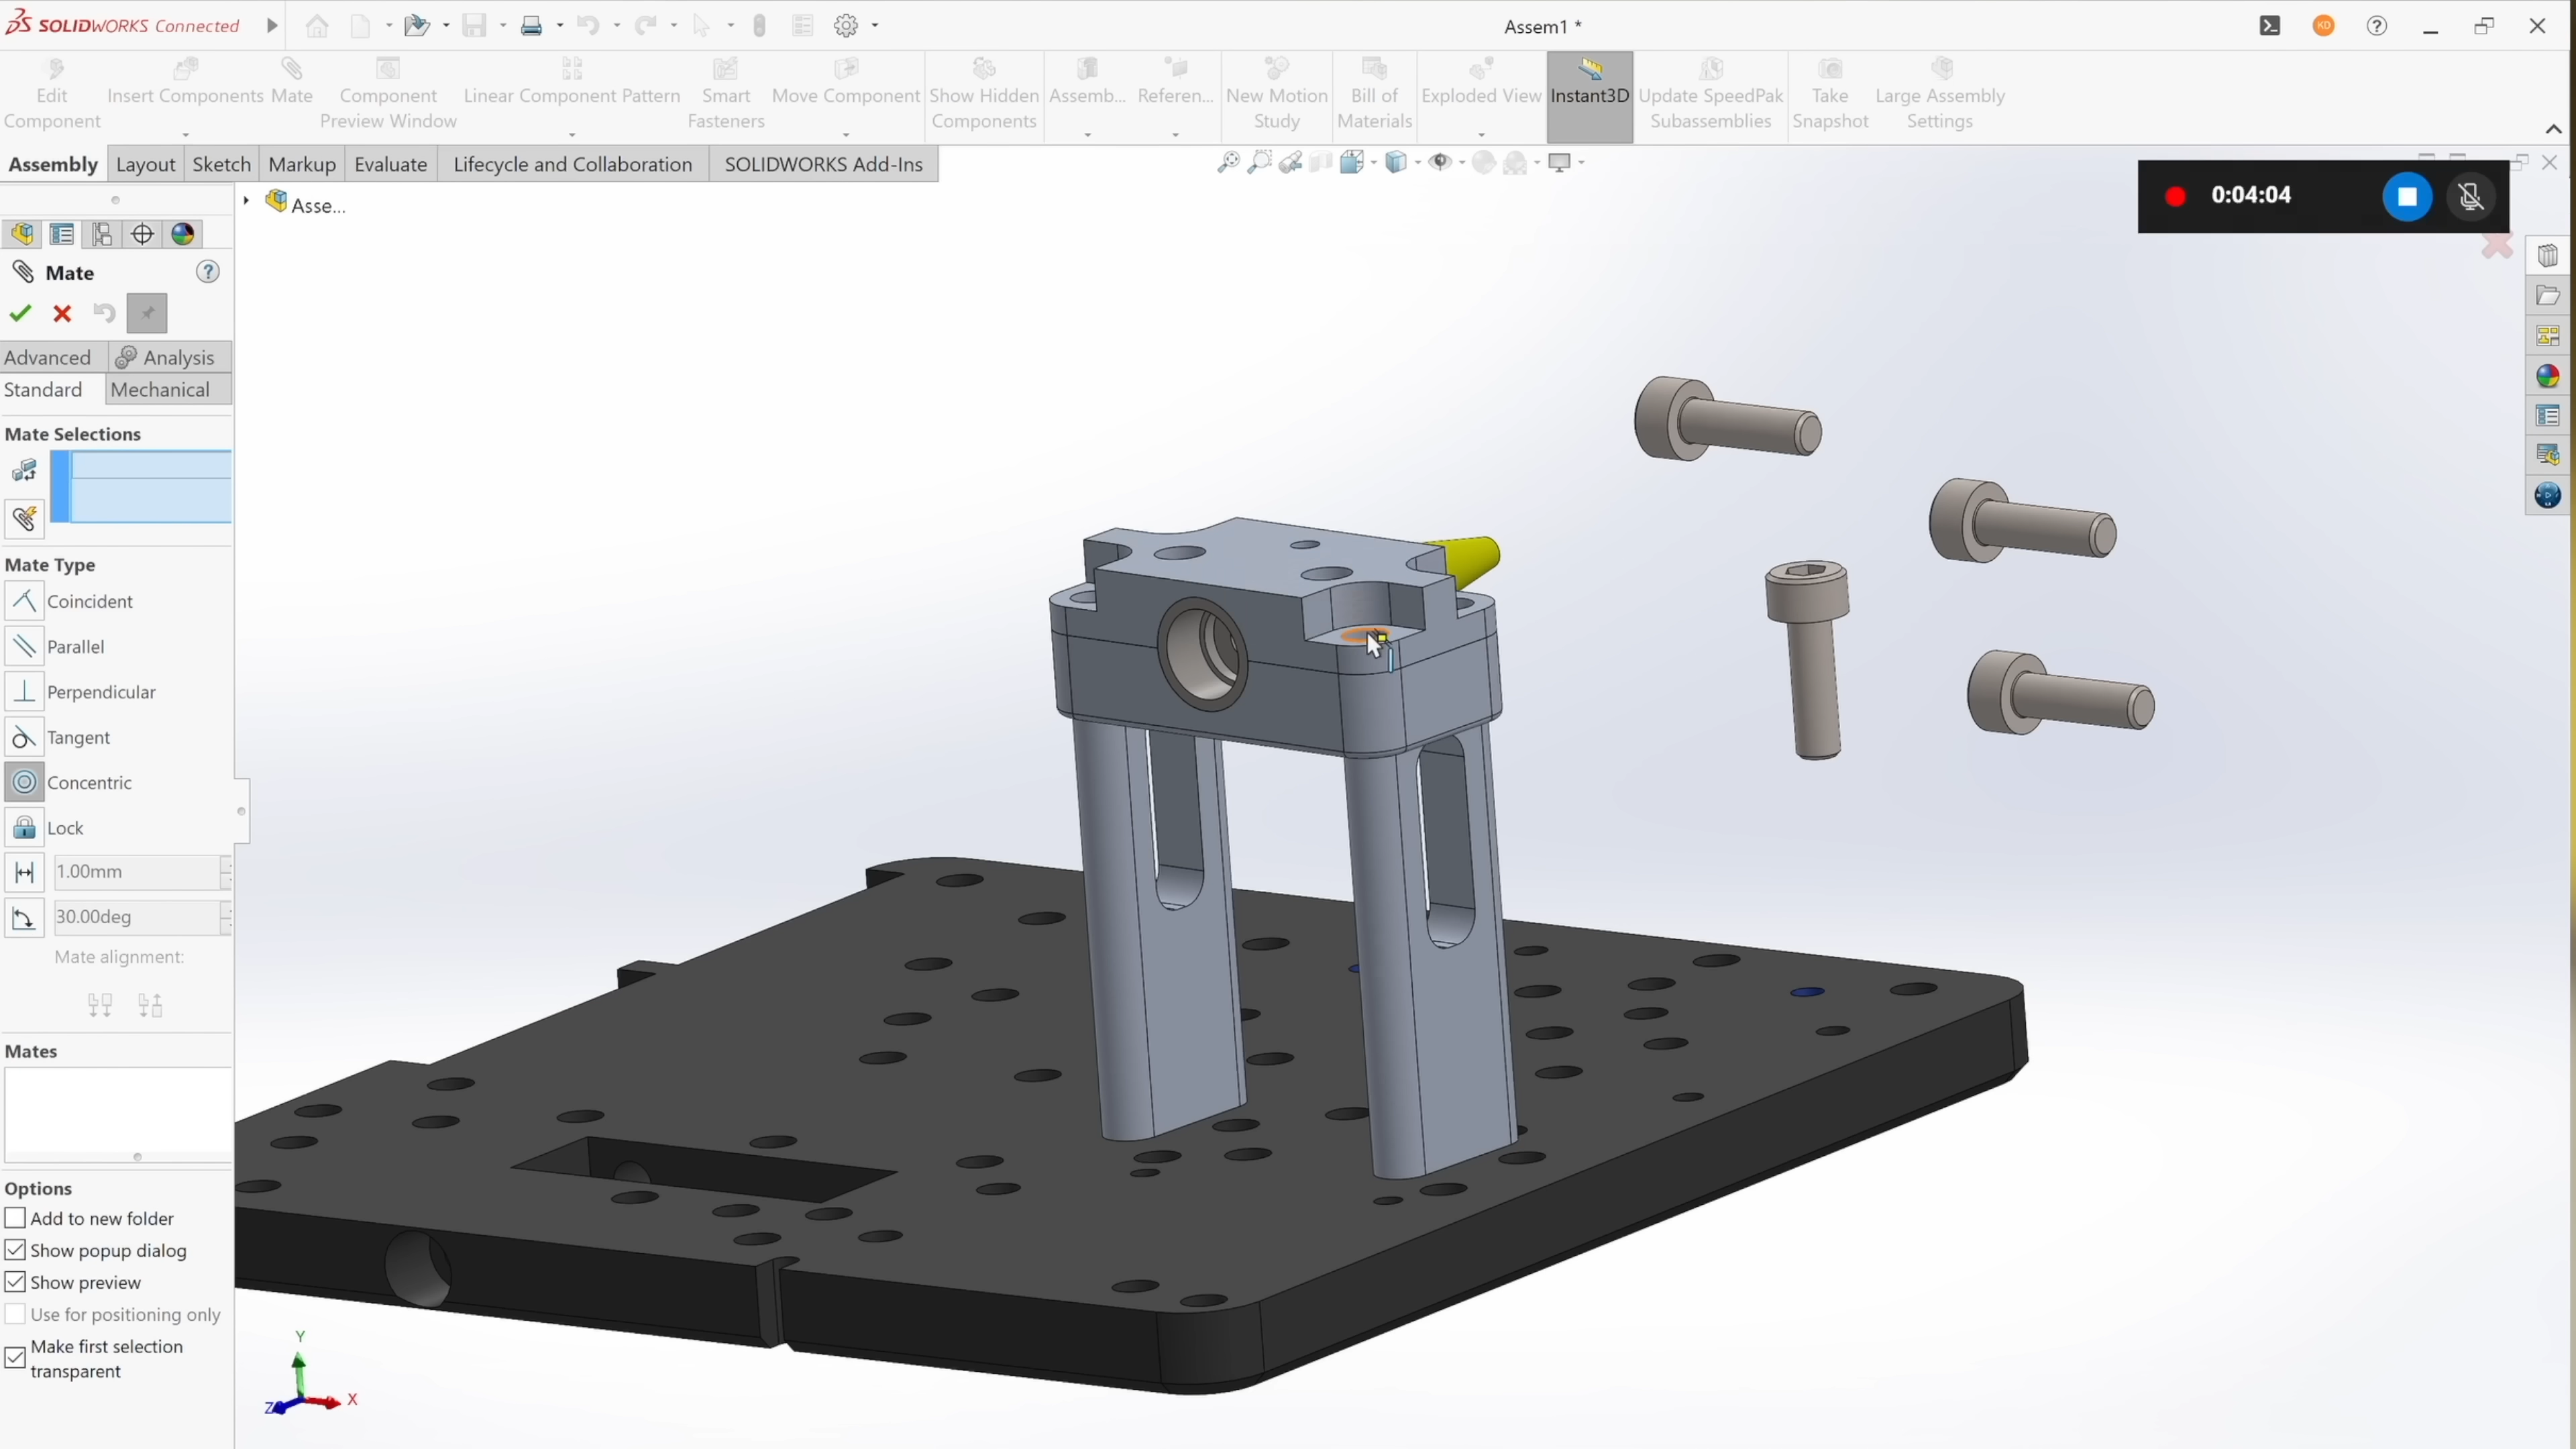 SOLIDWORKS Connected
Assem1 *
KD
Edit Component
Insert Components
Mate
Component Preview Window
Linear Component Pattern
Smart Fasteners
Move Component
Show Hidden Components
Assemb...
Referen...
New Motion Study
Bill of Materials
Exploded View
Instant3D
Update SpeedPak Subassemblies
Take Snapshot
Large Assembly Settings
Assembly
Layout
Sketch
Markup
Evaluate
Lifecycle and Collaboration
SOLIDWORKS Add-Ins
0:04:04
Asse...
Mate
Advanced
Analysis
Standard
Mechanical
Mate Selections
Mate Type
Coincident
Parallel
Perpendicular
Tangent
Concentric
Lock
1.00mm
30.00deg
Mate alignment:
Mates
Options
Add to new folder
Show popup dialog
Show preview
Use for positioning only
Make first selection
transparent
Y
X
Z